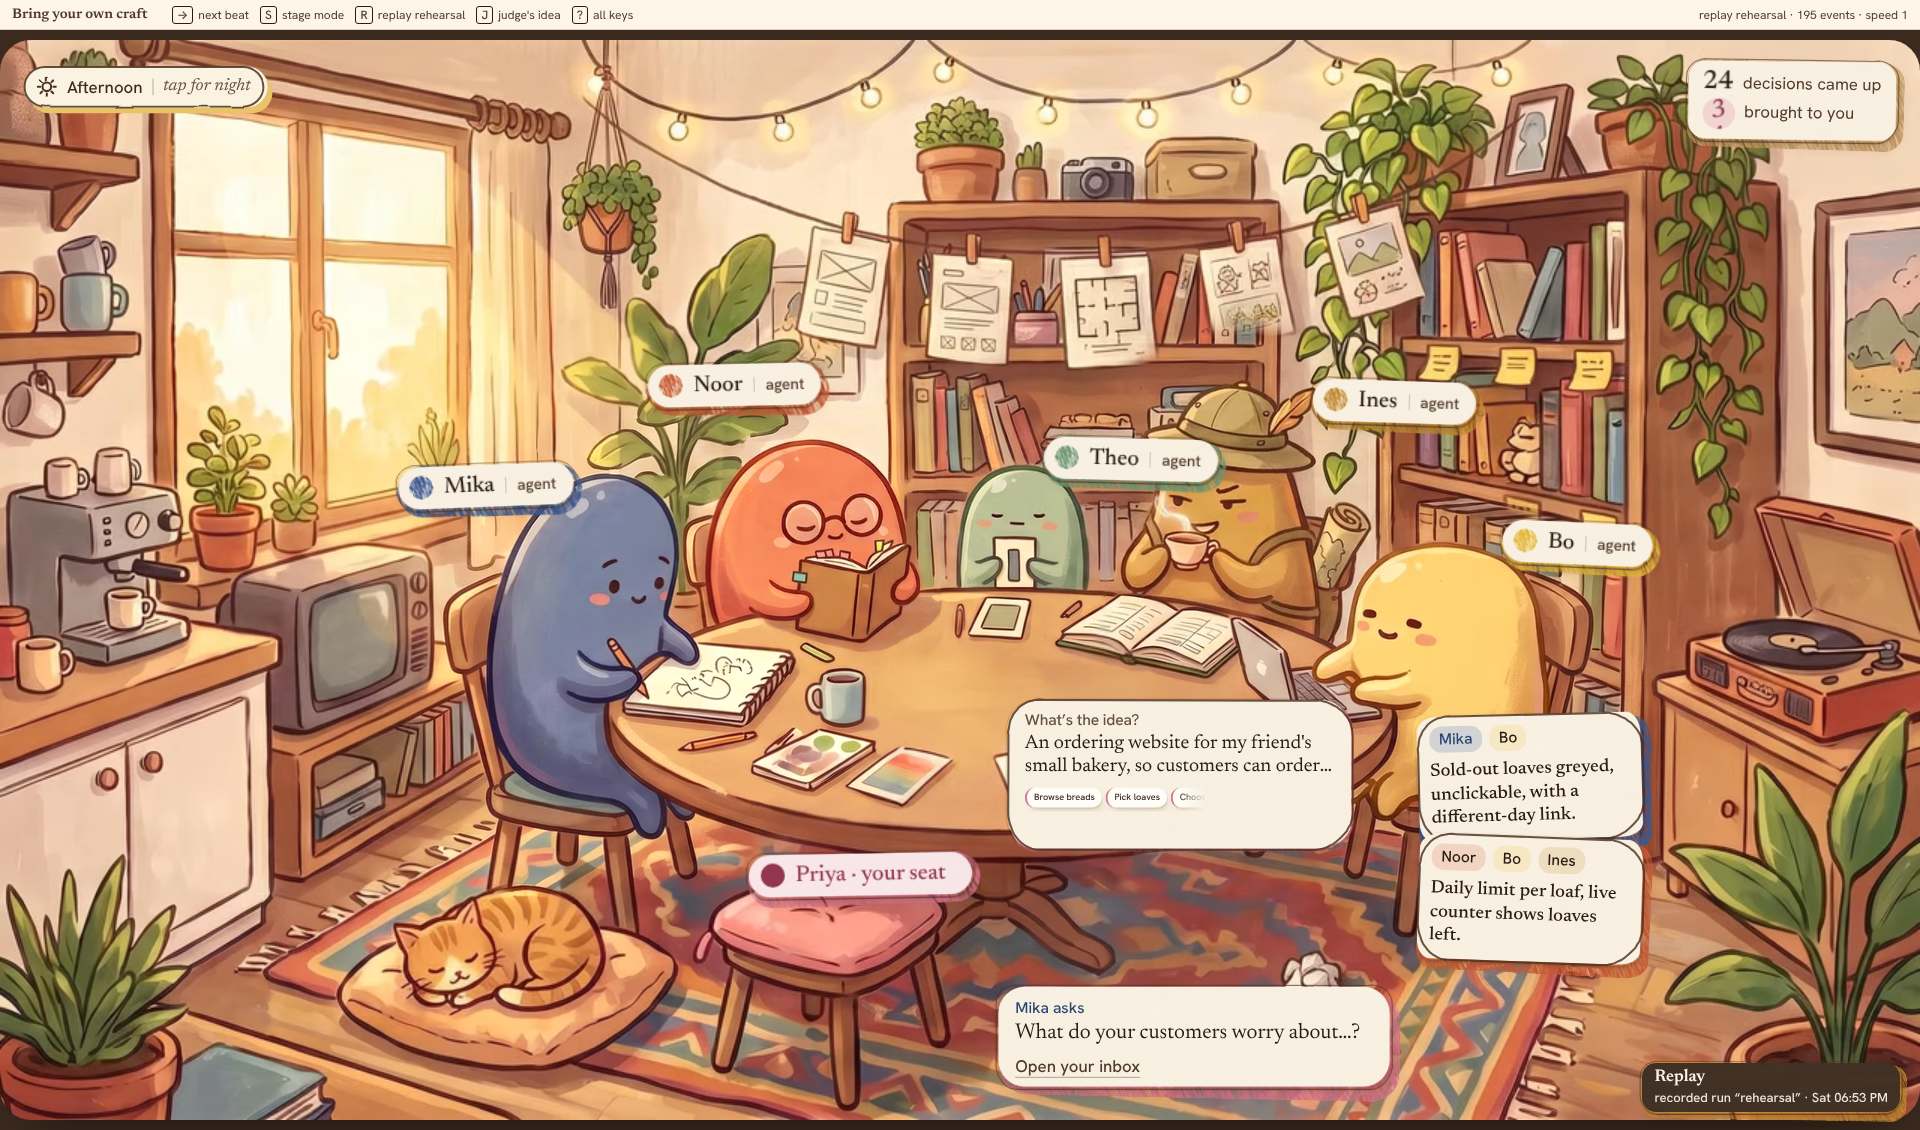 Bring your own craft
→ next beat
S stage mode
R replay rehearsal
J judge's idea
? all keys
replay rehearsal · 195 events · speed 1
Afternoon | tap for night
24 decisions came up
3 brought to you
Noor | agent
Ines | agent
Theo | agent
Mika | agent
Bo | agent
What's the idea?
An ordering website for my friend's
small bakery, so customers can order...
Browse breads
Pick loaves
Mika Bo
Sold-out loaves greyed,
unclickable, with a
different-day link.
Noor Bo Ines
Daily limit per loaf, live
counter shows loaves
left.
Priya · your seat
Mika asks
What do your customers worry about...?
Open your inbox
Replay
recorded run “rehearsal” · Sat 06:53 PM